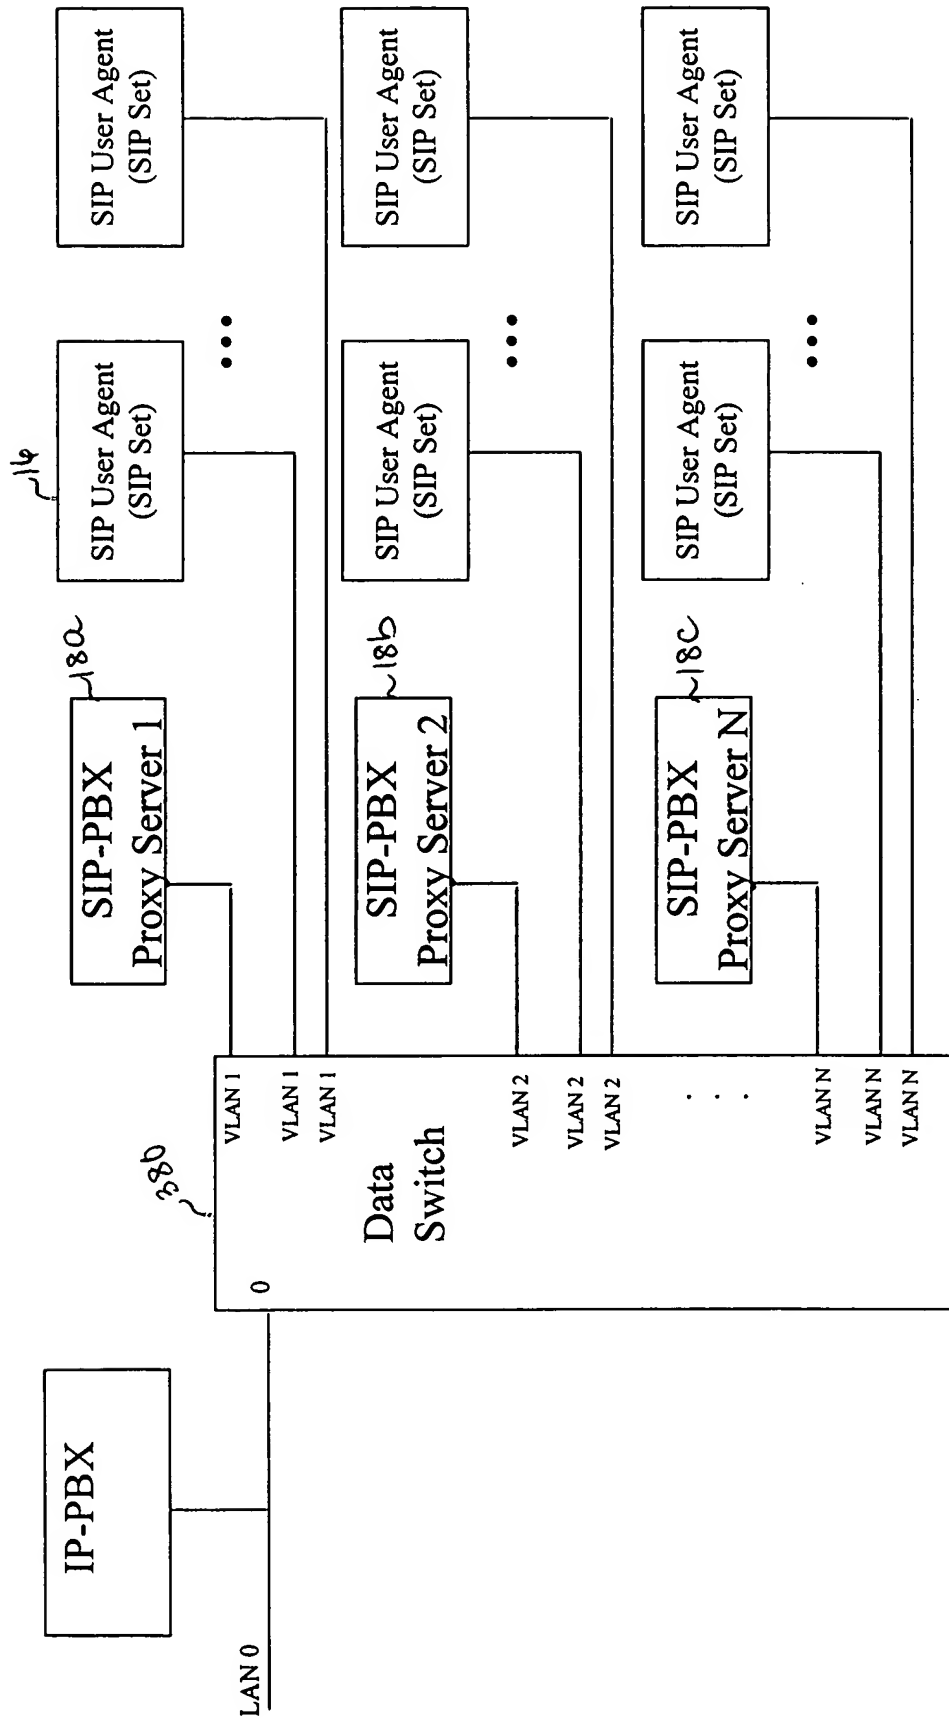 IP-PBX
LAN 0
38b
0
Data
Switch
VLAN 1
VLAN 1
VLAN 1
VLAN 2
VLAN 2
VLAN 2
. . .
VLAN N
VLAN N
VLAN N
SIP-PBX
Proxy Server 1
18a
16
SIP User Agent
(SIP Set)
...
SIP User Agent
(SIP Set)
SIP-PBX
Proxy Server 2
18b
SIP User Agent
(SIP Set)
...
SIP User Agent
(SIP Set)
SIP-PBX
Proxy Server N
18c
SIP User Agent
(SIP Set)
...
SIP User Agent
(SIP Set)